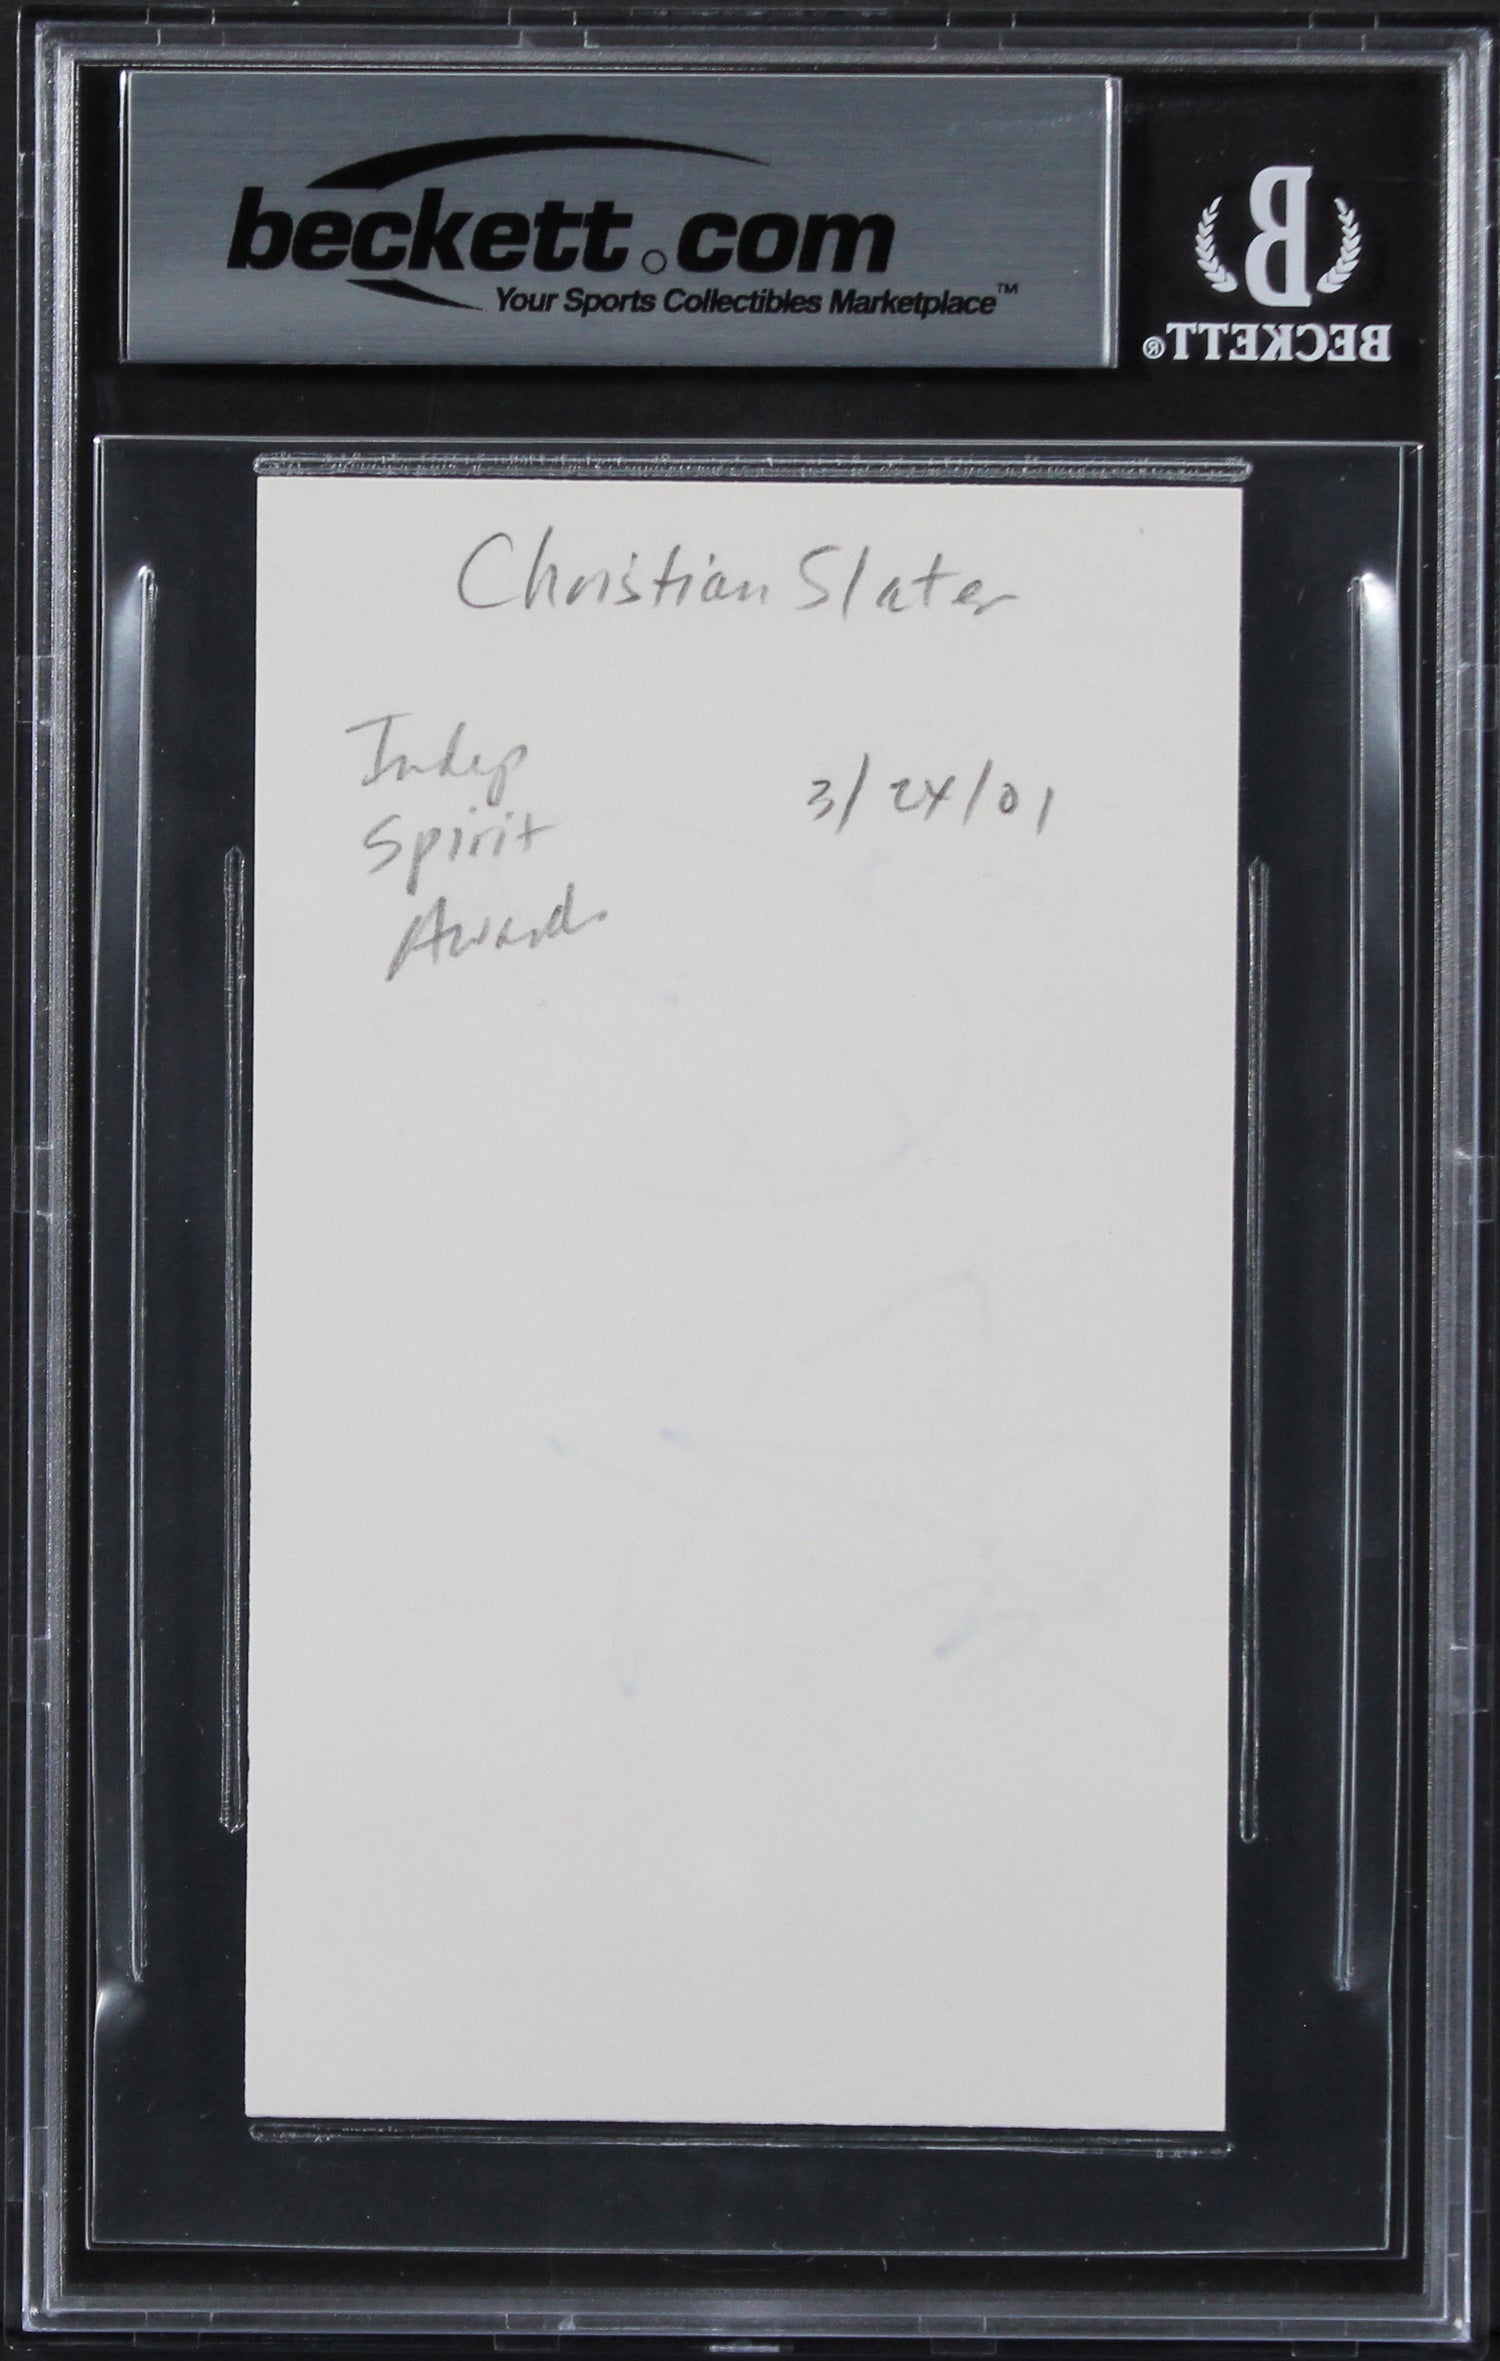 beckett.com
Your Sports Collectibles Marketplace™
BECKETT®
Christian Slater
Indep
3/24/01
Spirit
Award